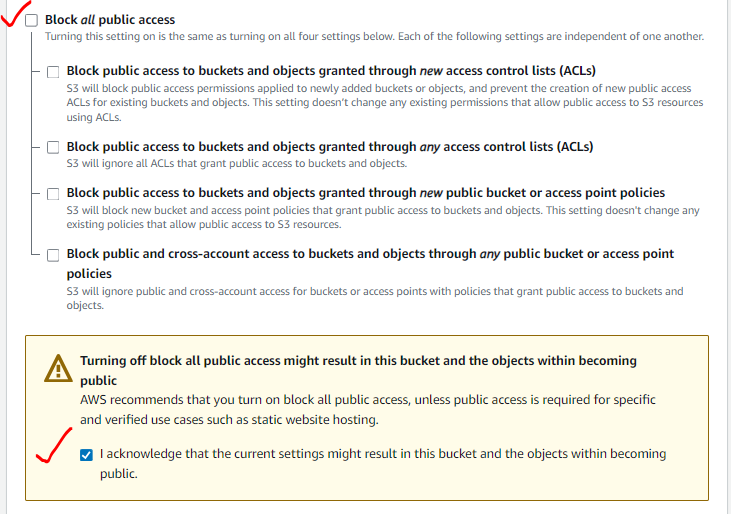 Block all public access
Turning this setting on is the same as turning on all four settings below. Each of the following settings are independent of one another.
Block public access to buckets and objects granted through new access control lists (ACLs)
S3 will block public access permissions applied to newly added buckets or objects, and prevent the creation of new public access
ACLs for existing buckets and objects. This setting doesn't change any existing permissions that allow public access to S3 resources
using ACLs.
Block public access to buckets and objects granted through any access control lists (ACLs)
S3 will ignore all ACLs that grant public access to buckets and objects.
Block public access to buckets and objects granted through new public bucket or access point policies
S3 will block new bucket and access point policies that grant public access to buckets and objects. This setting doesn't change any
existing policies that allow public access to S3 resources.
Block public and cross-account access to buckets and objects through any public bucket or access point
policies
S3 will ignore public and cross-account access for buckets or access points with policies that grant public access to buckets and
objects.
Turning off block all public access might result in this bucket and the objects within becoming
public
AWS recommends that you turn on block all public access, unless public access is required for specific
and verified use cases such as static website hosting.
I acknowledge that the current settings might result in this bucket and the objects within becoming
public.